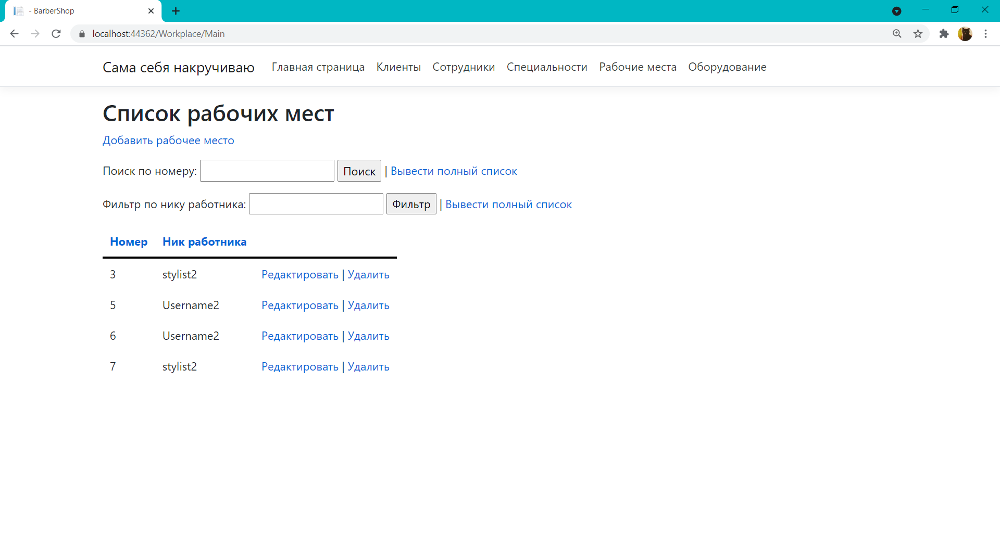 - BarberShop
localhost:44362/Workplace/Main
Сама себя накручиваю Главная страница Клиенты Сотрудники Специальности Рабочие места Оборудование
Список рабочих мест
Добавить рабочее место
Поиск по номеру: Поиск | Вывести полный список
Фильтр по нику работника: Фильтр | Вывести полный список
Номер Ник работника
3 stylist2 Редактировать | Удалить
5 Username2 Редактировать | Удалить
6 Username2 Редактировать | Удалить
7 stylist2 Редактировать | Удалить